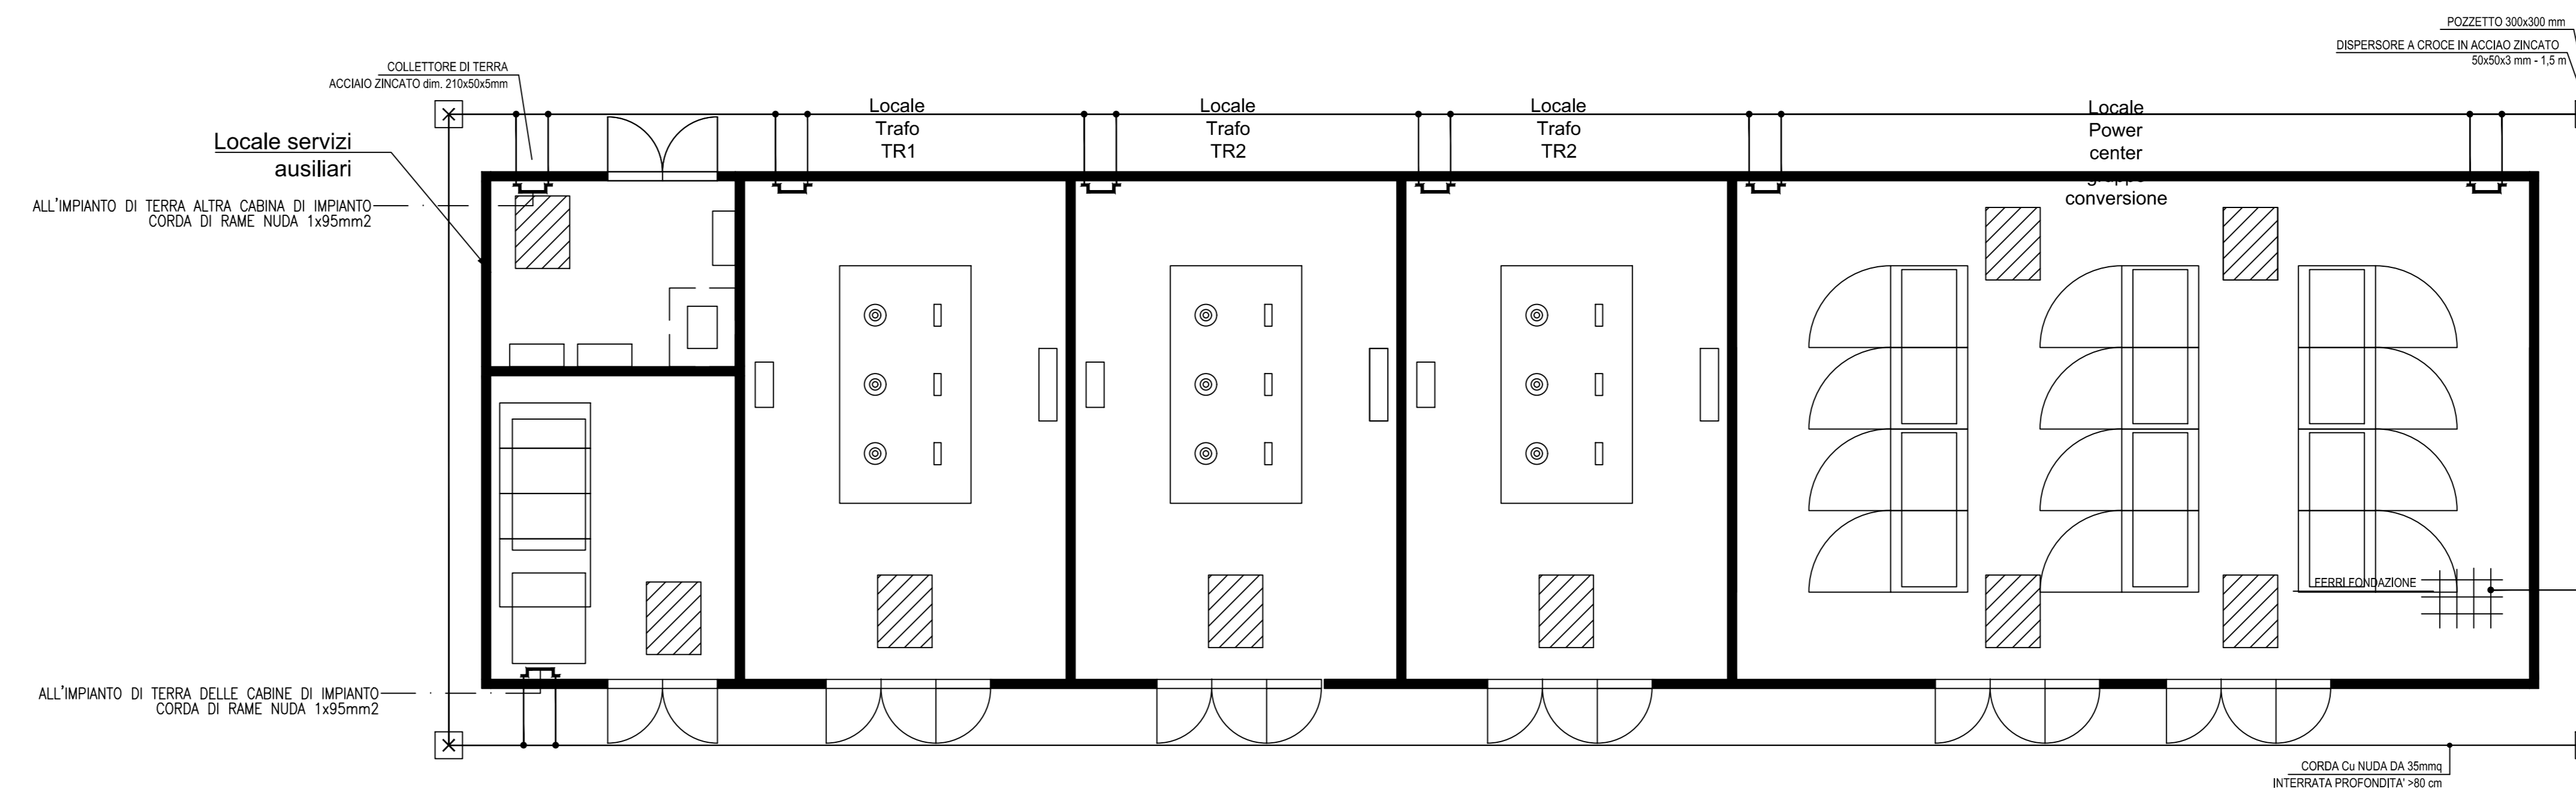 POZZETTO 300x300 mm
DISPERSORE A CROCE IN ACCIAO ZINCATO
50x50x3 mm - 1,5 m
COLLETTORE DI TERRA
ACCIAIO ZINCATO dim. 210x50x5mm
Locale servizi
ausiliari
Locale
Trafo
TR1
Locale
Trafo
TR2
Locale
Trafo
TR2
Locale
Power
center
gruppo
conversione
ALL'IMPIANTO DI TERRA ALTRA CABINA DI IMPIANTO
CORDA DI RAME NUDA 1x95mm2
FERRI FONDAZIONE
ALL'IMPIANTO DI TERRA DELLE CABINE DI IMPIANTO
CORDA DI RAME NUDA 1x95mm2
CORDA Cu NUDA DA 35mmq
INTERRATA PROFONDITA' >80 cm